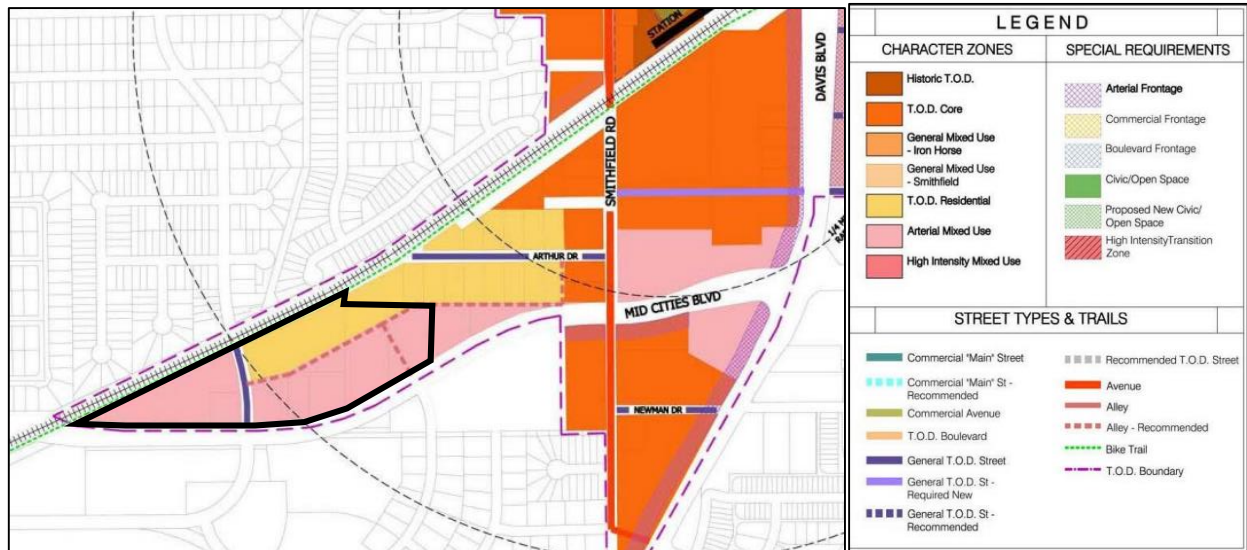 STATION
DAVIS BLVD
SMITHFIELD RD
ARTHUR DR
MID CITIES BLVD
NEWMAN DR
LEGEND
CHARACTER ZONES
Historic T.O.D.
T.O.D. Core
General Mixed Use
- Iron Horse
General Mixed Use
- Smithfield
T.O.D. Residential
Arterial Mixed Use
High Intensity Mixed Use
SPECIAL REQUIREMENTS
Arterial Frontage
Commercial Frontage
Boulevard Frontage
Civic/Open Space
Proposed New Civic/
Open Space
High IntensityTransition
Zone
STREET TYPES & TRAILS
Commercial "Main" Street
Commercial "Main" St -
Recommended
Commercial Avenue
T.O.D. Boulevard
General T.O.D. Street
General T.O.D. St -
Required New
General T.O.D. St -
Recommended
Recommended T.O.D. Street
Avenue
Alley
Alley - Recommended
Bike Trail
T.O.D. Boundary